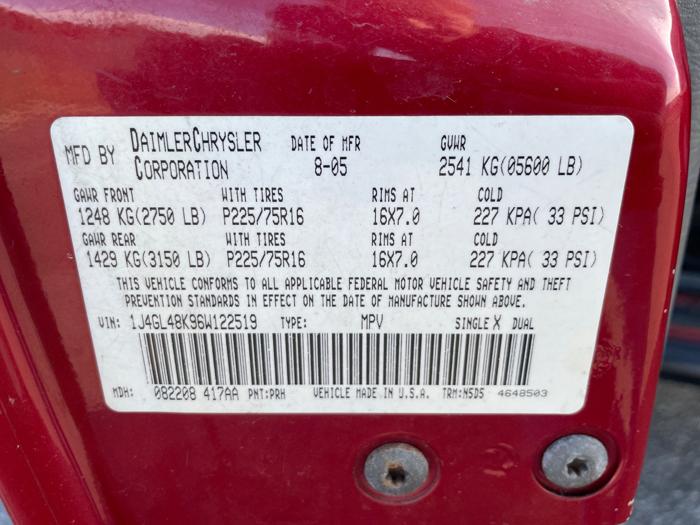 MFD BY DAIMLERCHRYSLER CORPORATION DATE OF MFR 8-05 GVWR 2541 KG(05600 LB)
GAWR FRONT WITH TIRES RIMS AT COLD
1248 KG(2750 LB) P225/75R16 16X7.0 227 KPA( 33 PSI)
GAWR REAR WITH TIRES RIMS AT COLD
1429 KG(3150 LB) P225/75R16 16X7.0 227 KPA( 33 PSI)
THIS VEHICLE CONFORMS TO ALL APPLICABLE FEDERAL MOTOR VEHICLE SAFETY AND THEFT
PREVENTION STANDARDS IN EFFECT ON THE DATE OF MANUFACTURE SHOWN ABOVE.
VIN: 1J4GL48K96W122519 TYPE: MPV SINGLE X DUAL
MDH: 082208 417AA PNT:PRH VEHICLE MADE IN U.S.A. TRM:N5D5 4648503